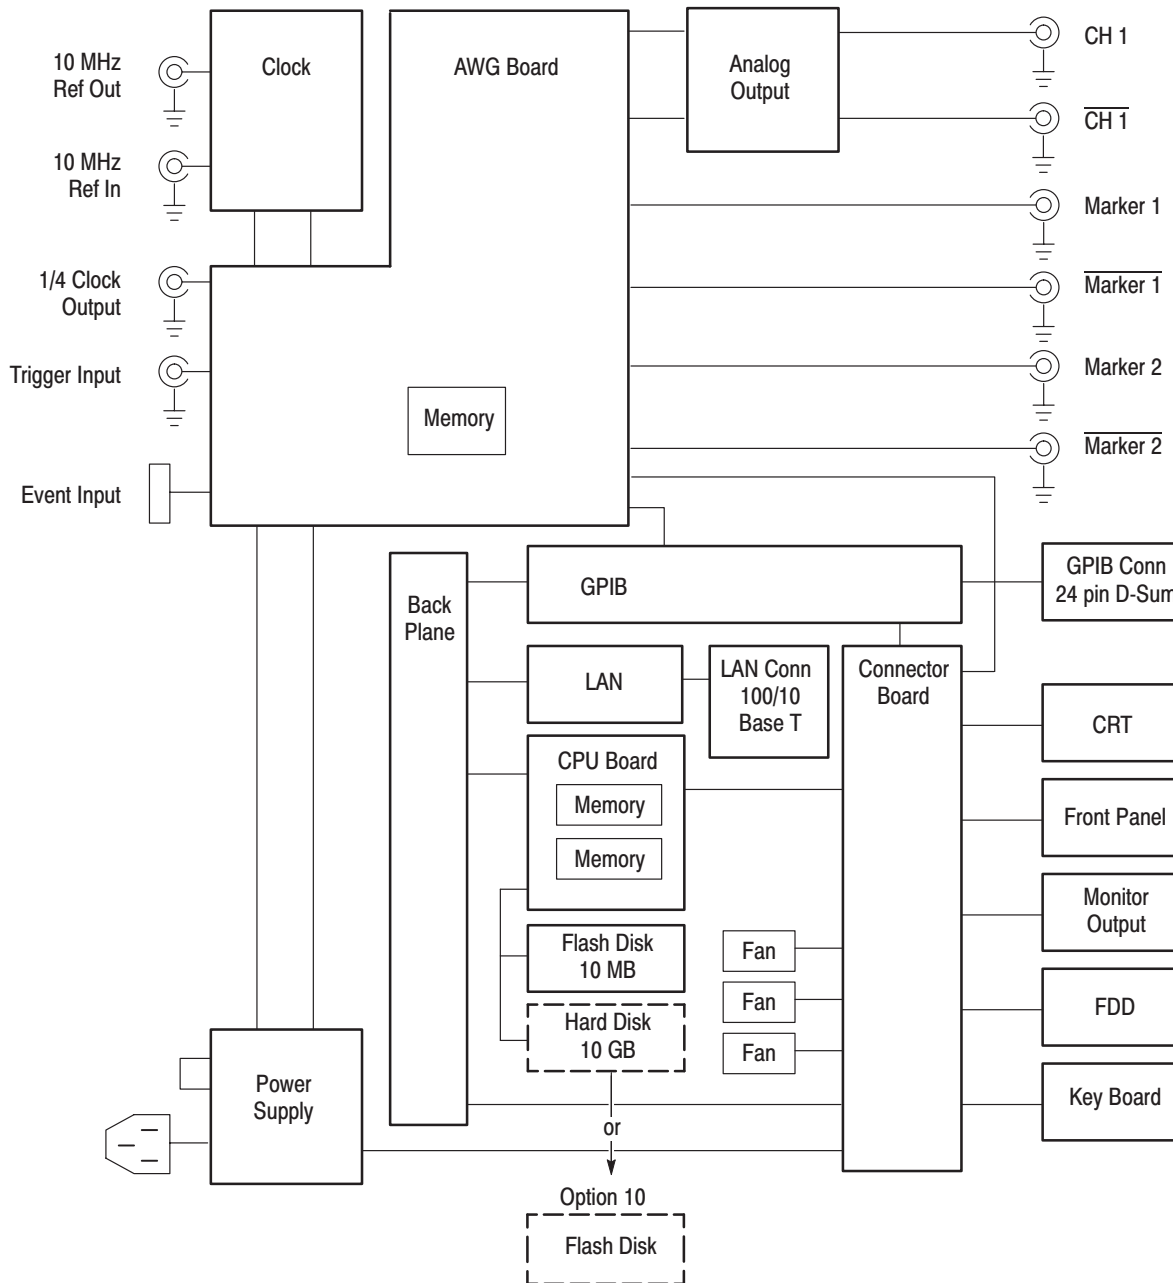 10 MHz
Ref Out
Clock
AWG Board
Analog
Output
CH 1
CH 1
10 MHz
Ref In
Marker 1
1/4 Clock
Output
Marker 1
Trigger Input
Marker 2
Memory
Marker 2
Event Input
Back
Plane
GPIB
GPIB Conn
24 pin D-Sum
LAN
LAN Conn
100/10
Base T
Connector
Board
CRT
CPU Board
Memory
Memory
Front Panel
Monitor
Output
Flash Disk
10 MB
Fan
Fan
Fan
Hard Disk
10 GB
FDD
Power
Supply
Key Board
or
Option 10
Flash Disk